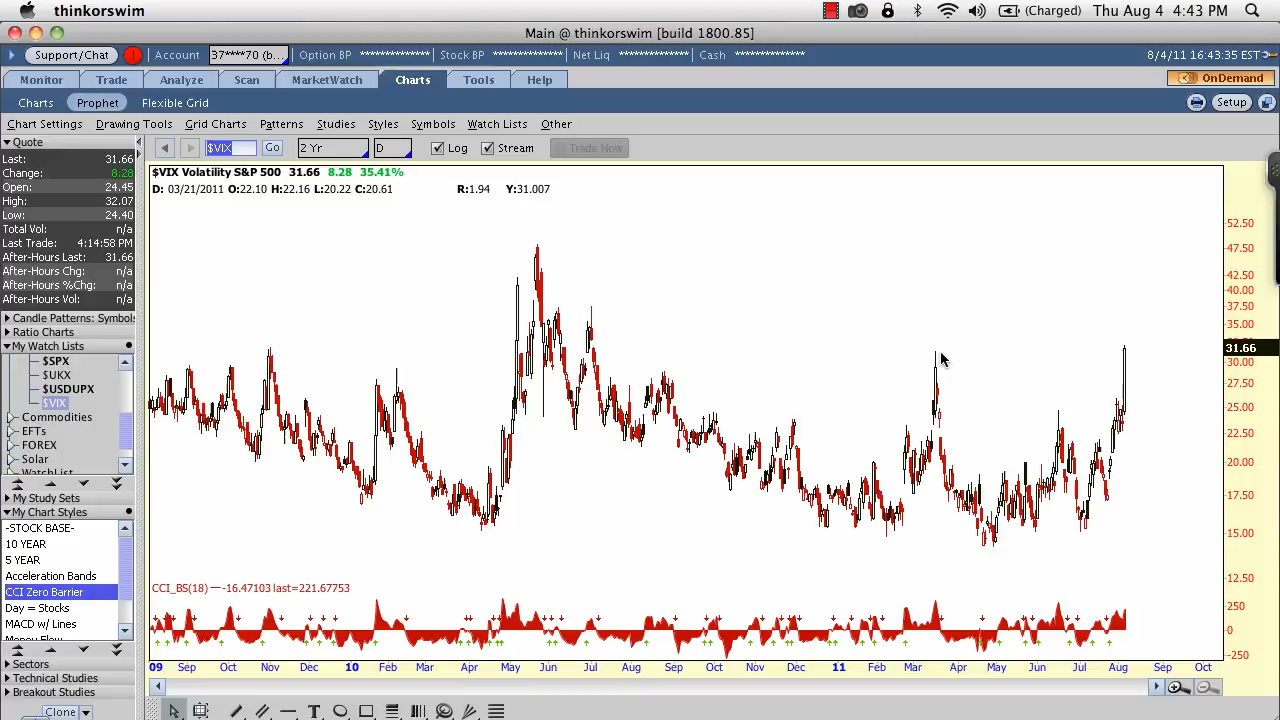 thinkorswim (Charged) Thu Aug 4 4:43 PM
Main @ thinkorswim [build 1800.85]
Support/Chat Account 37****70 (b... Option BP ************** Stock BP ************** Net Liq ************** Cash ************** 8/4/11 16:43:35 EST
Monitor Trade Analyze Scan MarketWatch Charts Tools Help OnDemand
Charts Prophet Flexible Grid Setup
Chart Settings Drawing Tools Grid Charts Patterns Studies Styles Symbols Watch Lists Other
Quote
$VIX Go 2 Yr D Log Stream Trade Now
Last: 31.66
Change: 8.28
Open: 24.45
High: 32.07
Low: 24.40
Total Vol: n/a
Last Trade: 4:14:58 PM
After-Hours Last: 31.66
After-Hours Chg: n/a
After-Hours %Chg: n/a
After-Hours Vol: n/a
Candle Patterns: Symbols
Ratio Charts
My Watch Lists
$SPX
$UKX
$USDUPX
$VIX
Commodities
EFTs
FOREX
Solar
WatchList
My Study Sets
My Chart Styles
-STOCK BASE-
10 YEAR
5 YEAR
Acceleration Bands
CCI Zero Barrier
Day = Stocks
MACD w/ Lines
Money Flow
Sectors
Technical Studies
Breakout Studies
Clone
$VIX Volatility S&P 500 31.66 8.28 35.41%
D: 03/21/2011 O:22.10 H:22.16 L:20.22 C:20.61 R:1.94 Y:31.007
52.50
47.50
42.50
40.00
37.50
35.00
31.66
30.00
27.50
25.00
22.50
20.00
17.50
15.00
12.50
CCI_BS(18) —-16.47103 last=221.67753
250
0
-250
09 Sep Oct Nov Dec 10 Feb Mar Apr May Jun Jul Aug Sep Oct Nov Dec 11 Feb Mar Apr May Jun Jul Aug Sep Oct